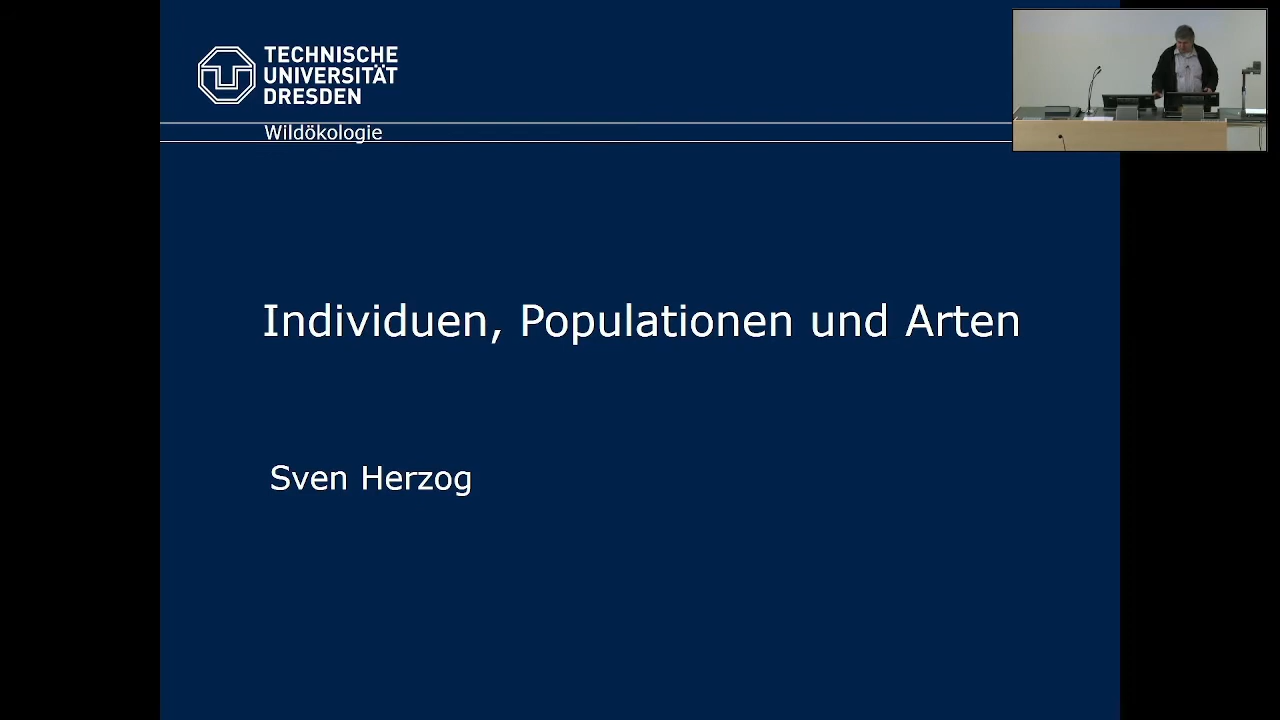 TECHNISCHE
UNIVERSITÄT
DRESDEN
Wildökologie
Individuen, Populationen und Arten
Sven Herzog